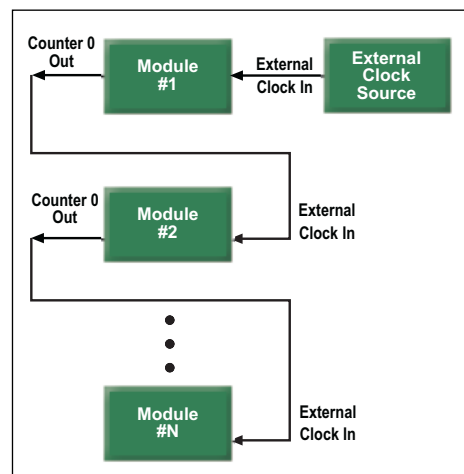 Counter 0
Out
Module
#1
External
Clock In
External
Clock
Source
Counter 0
Out
Module
#2
External
Clock In
Module
#N
External
Clock In